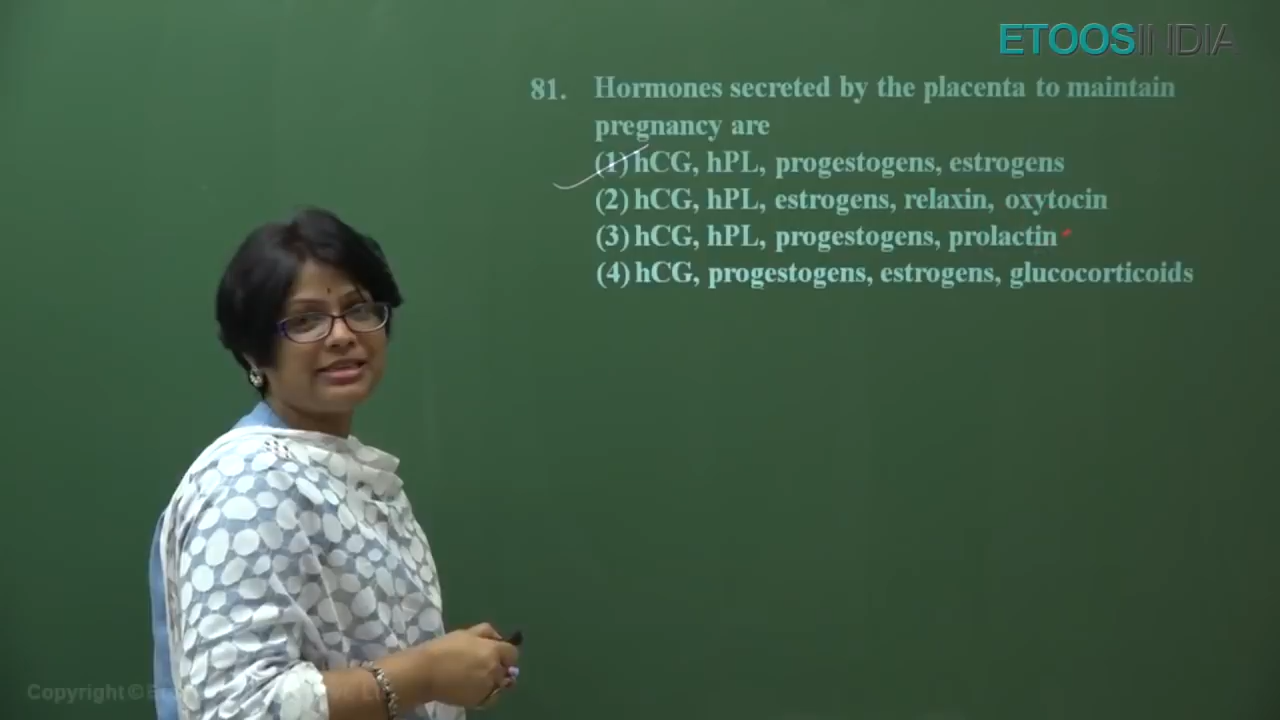 ETOOSINDIA
81. Hormones secreted by the placenta to maintain
pregnancy are
(1) hCG, hPL, progestogens, estrogens
(2) hCG, hPL, estrogens, relaxin, oxytocin
(3) hCG, hPL, progestogens, prolactin
(4) hCG, progestogens, estrogens, glucocorticoids
Copyright ©